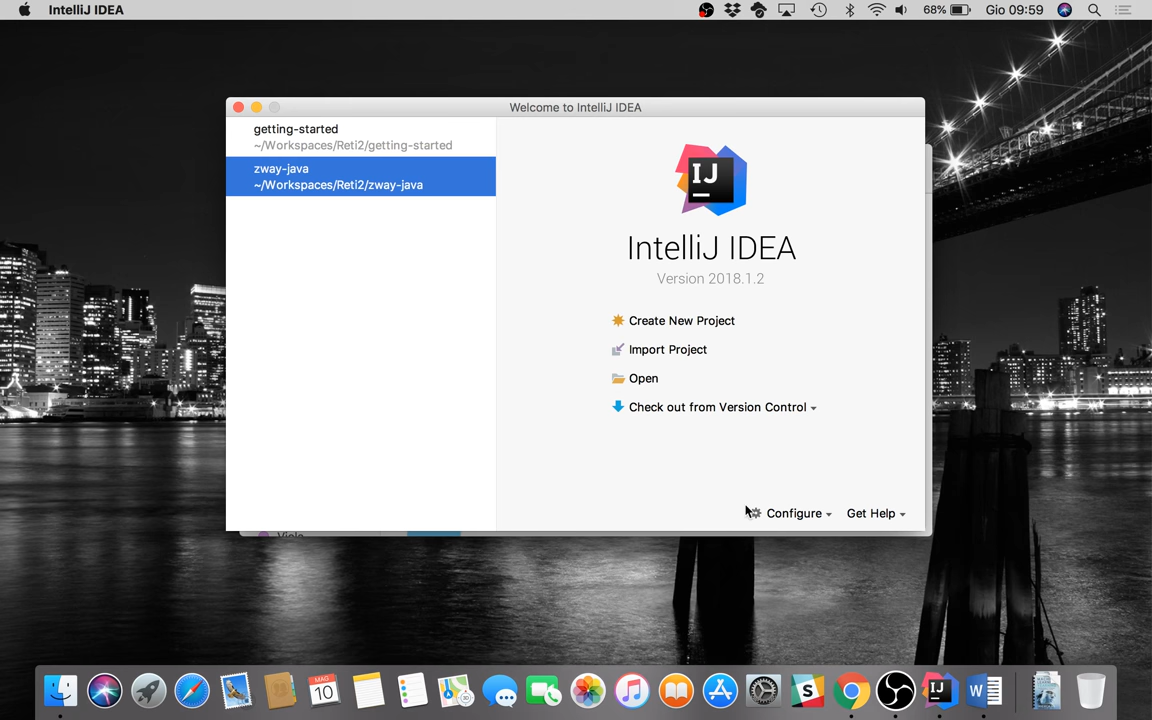 IntelliJ IDEA
68%
Gio 09:59
Welcome to IntelliJ IDEA
getting-started
~/Workspaces/Reti2/getting-started
zway-java
~/Workspaces/Reti2/zway-java
IJ
IntelliJ IDEA
Version 2018.1.2
Create New Project
Import Project
Open
Check out from Version Control
Configure
Get Help
MAG
10
IJ
W